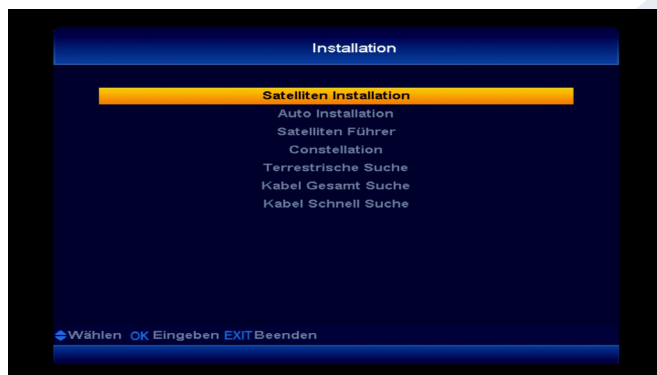 Installation
Satelliten Installation
Auto Installation
Satelliten Führer
Constellation
Terrestrische Suche
Kabel Gesamt Suche
Kabel Schnell Suche
Wählen OK Eingeben EXIT Beenden